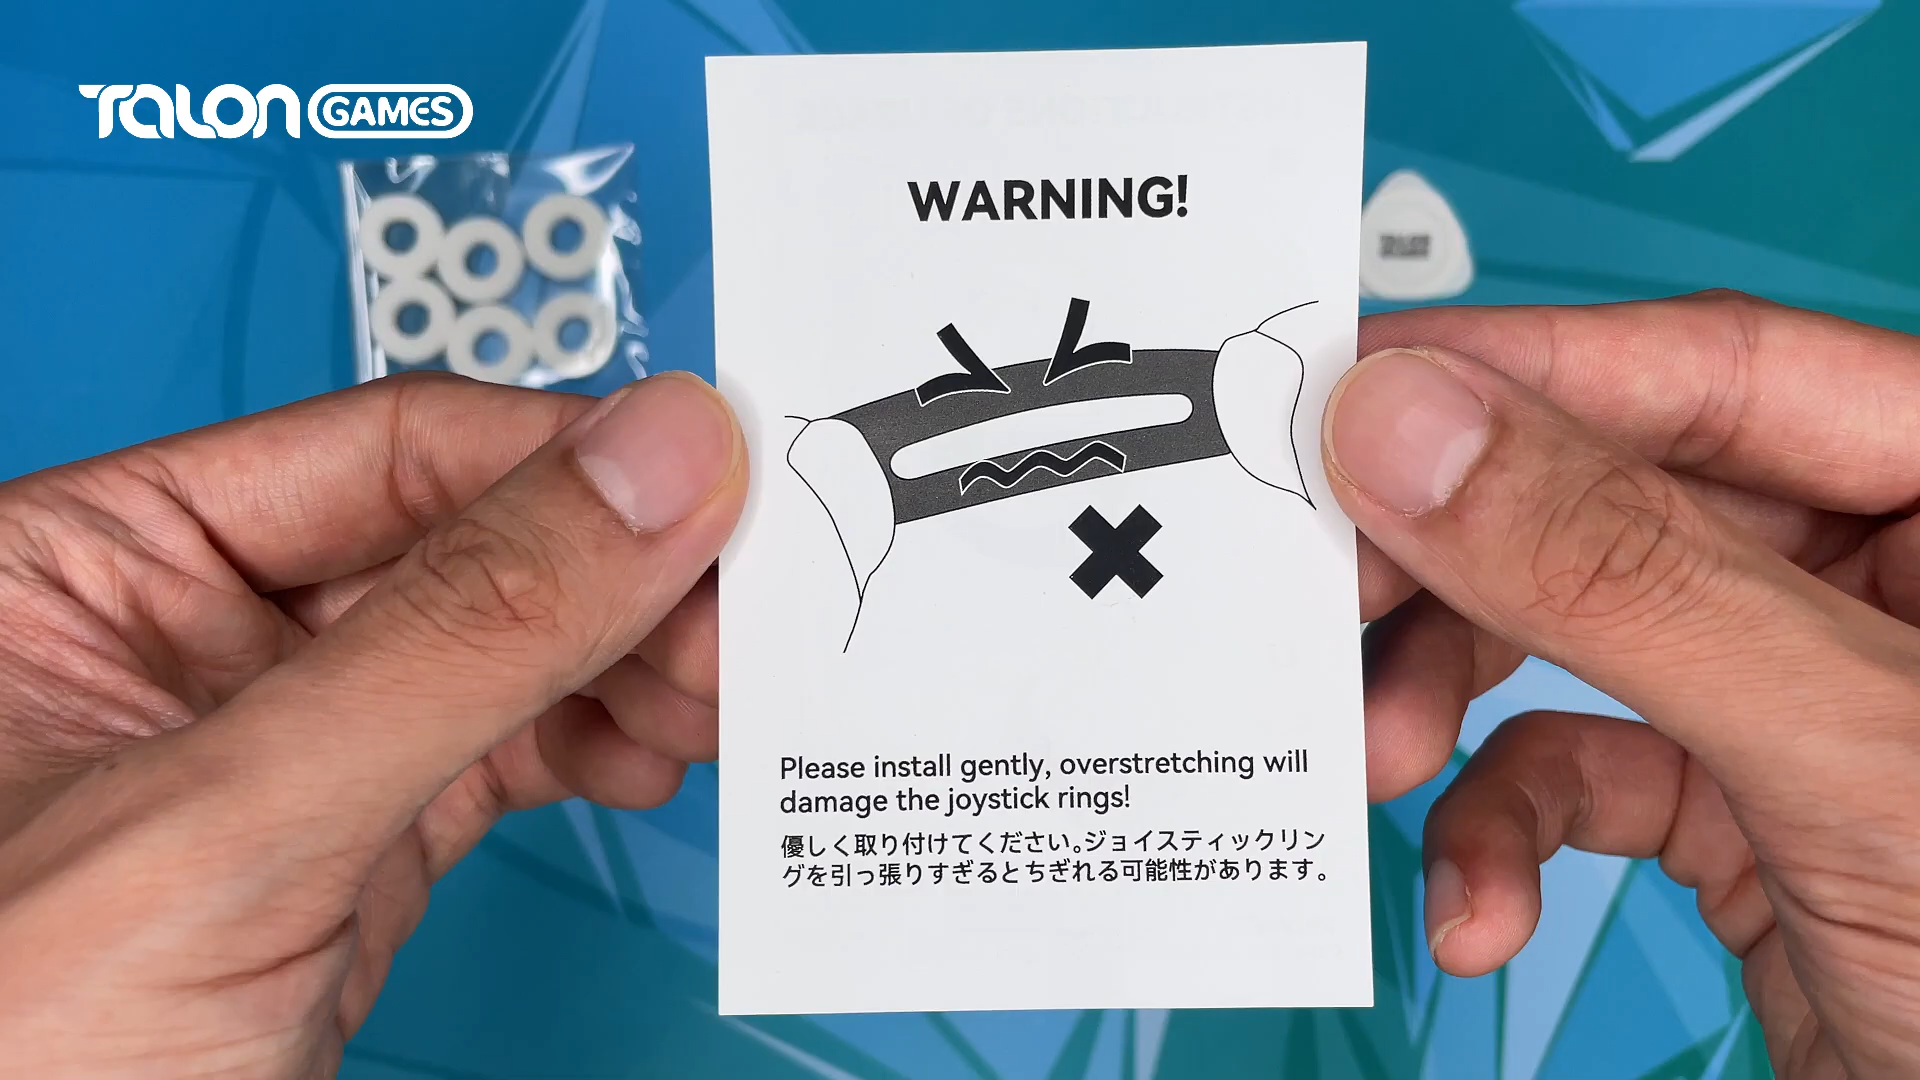 TALON GAMES
WARNING!
Please install gently, overstretching will
damage the joystick rings!
優しく取り付けてください。ジョイスティックリン
グを引っ張りすぎるとちぎれる可能性があります。